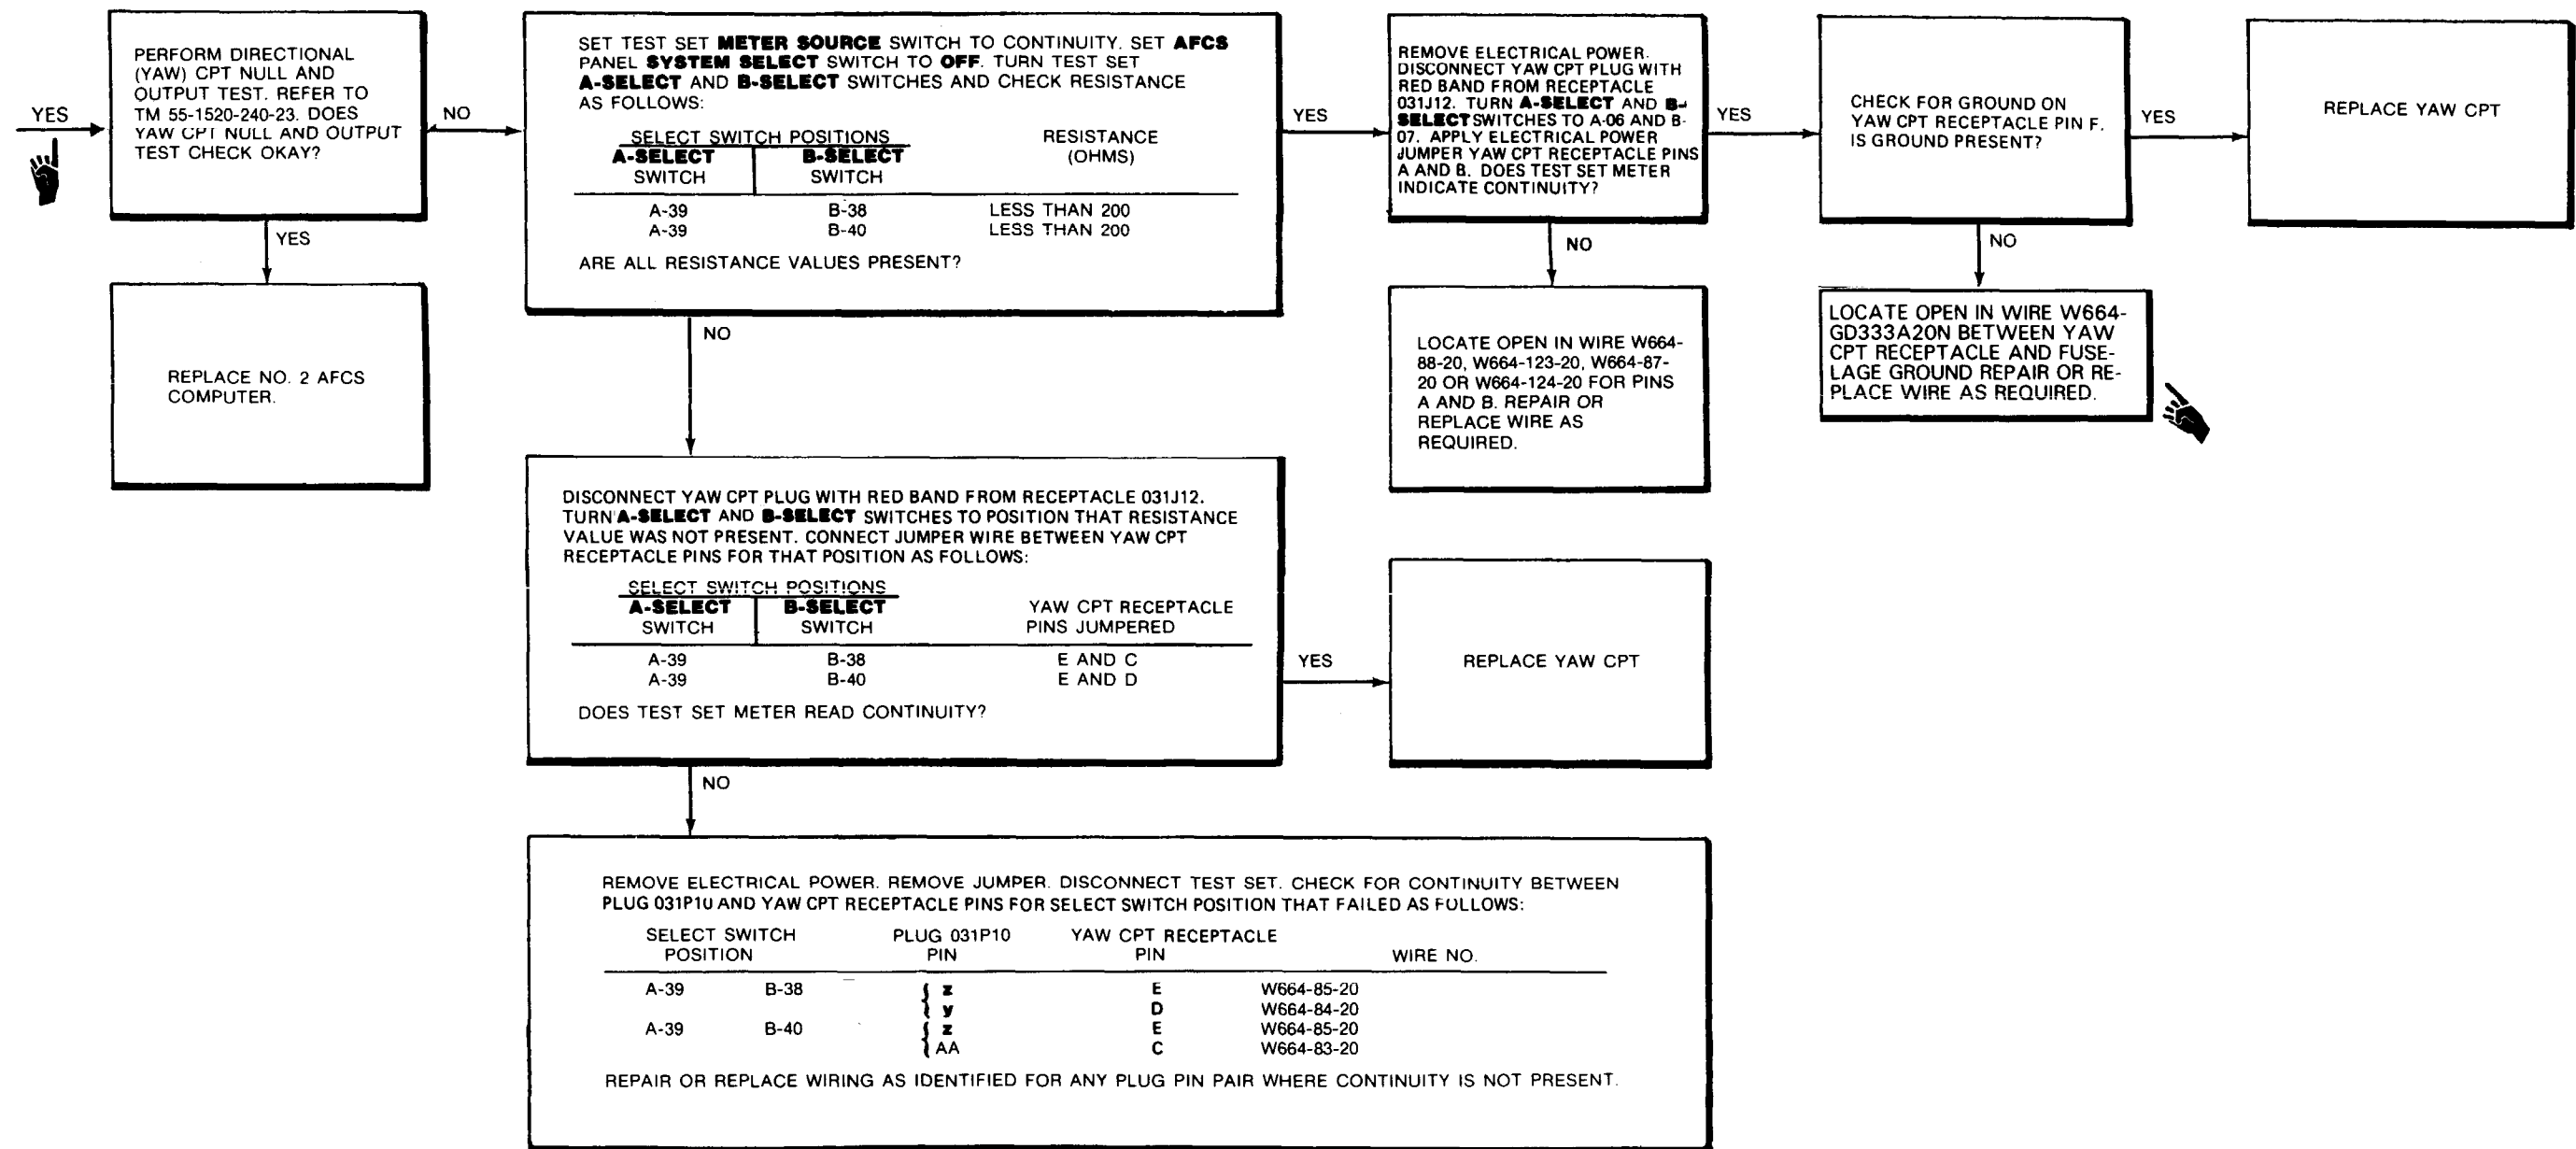 YES
PERFORM DIRECTIONAL
(YAW) CPT NULL AND
OUTPUT TEST. REFER TO
TM 55-1520-240-23. DOES
YAW CPT NULL AND OUTPUT
TEST CHECK OKAY?
NO
YES
REPLACE NO. 2 AFCS
COMPUTER.
SET TEST SET METER SOURCE SWITCH TO CONTINUITY. SET AFCS
PANEL SYSTEM SELECT SWITCH TO OFF. TURN TEST SET
A-SELECT AND B-SELECT SWITCHES AND CHECK RESISTANCE
AS FOLLOWS:
SELECT SWITCH POSITIONS RESISTANCE
A-SELECT B-SELECT (OHMS)
SWITCH SWITCH
A-39 B-38 LESS THAN 200
A-39 B-40 LESS THAN 200
ARE ALL RESISTANCE VALUES PRESENT?
YES
NO
REMOVE ELECTRICAL POWER.
DISCONNECT YAW CPT PLUG WITH
RED BAND FROM RECEPTACLE
031J12. TURN A-SELECT AND B-
SELECT SWITCHES TO A-06 AND B-
07. APPLY ELECTRICAL POWER
JUMPER YAW CPT RECEPTACLE PINS
A AND B. DOES TEST SET METER
INDICATE CONTINUITY?
YES
NO
CHECK FOR GROUND ON
YAW CPT RECEPTACLE PIN F.
IS GROUND PRESENT?
YES
NO
REPLACE YAW CPT
LOCATE OPEN IN WIRE W664-
88-20, W664-123-20, W664-87-
20 OR W664-124-20 FOR PINS
A AND B. REPAIR OR
REPLACE WIRE AS
REQUIRED.
LOCATE OPEN IN WIRE W664-
GD333A20N BETWEEN YAW
CPT RECEPTACLE AND FUSE-
LAGE GROUND REPAIR OR RE-
PLACE WIRE AS REQUIRED.
DISCONNECT YAW CPT PLUG WITH RED BAND FROM RECEPTACLE 031J12.
TURN A-SELECT AND B-SELECT SWITCHES TO POSITION THAT RESISTANCE
VALUE WAS NOT PRESENT. CONNECT JUMPER WIRE BETWEEN YAW CPT
RECEPTACLE PINS FOR THAT POSITION AS FOLLOWS:
SELECT SWITCH POSITIONS
A-SELECT B-SELECT YAW CPT RECEPTACLE
SWITCH SWITCH PINS JUMPERED
A-39 B-38 E AND C
A-39 B-40 E AND D
DOES TEST SET METER READ CONTINUITY?
YES
NO
REPLACE YAW CPT
REMOVE ELECTRICAL POWER. REMOVE JUMPER. DISCONNECT TEST SET. CHECK FOR CONTINUITY BETWEEN
PLUG 031P10 AND YAW CPT RECEPTACLE PINS FOR SELECT SWITCH POSITION THAT FAILED AS FOLLOWS:
SELECT SWITCH PLUG 031P10 YAW CPT RECEPTACLE
POSITION PIN PIN WIRE NO.
A-39 B-38 z E W664-85-20
y D W664-84-20
A-39 B-40 z E W664-85-20
AA C W664-83-20
REPAIR OR REPLACE WIRING AS IDENTIFIED FOR ANY PLUG PIN PAIR WHERE CONTINUITY IS NOT PRESENT.